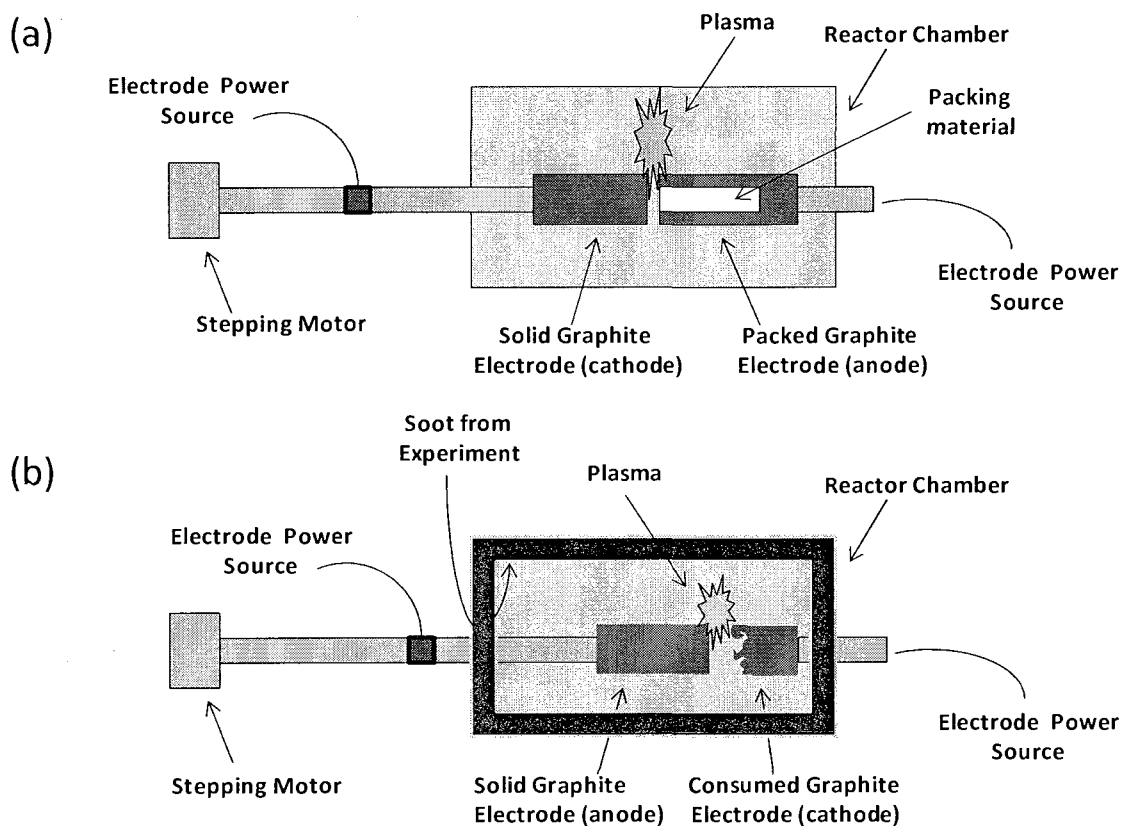 (a)
Plasma
Reactor Chamber
Electrode Power
Source
Packing
material
Electrode Power
Source
Stepping Motor
Solid Graphite
Electrode (cathode)
Packed Graphite
Electrode (anode)
Soot from
Experiment
(b)
Plasma
Reactor Chamber
Electrode Power
Source
Electrode Power
Source
Stepping Motor
Solid Graphite
Electrode (anode)
Consumed Graphite
Electrode (cathode)